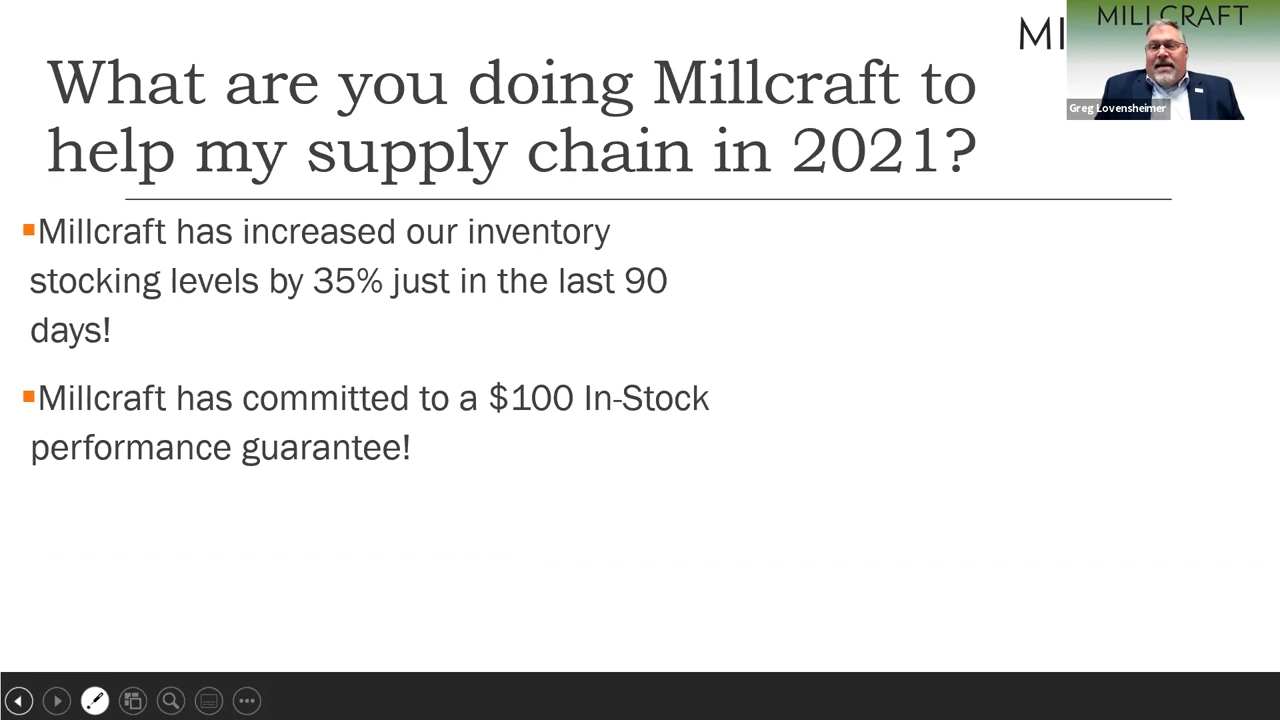 What are you doing Millcraft to
help my supply chain in 2021?
MI
MILLCRAFT
Greg Lovensheimer
Millcraft has increased our inventory
stocking levels by 35% just in the last 90
days!
Millcraft has committed to a $100 In-Stock
performance guarantee!